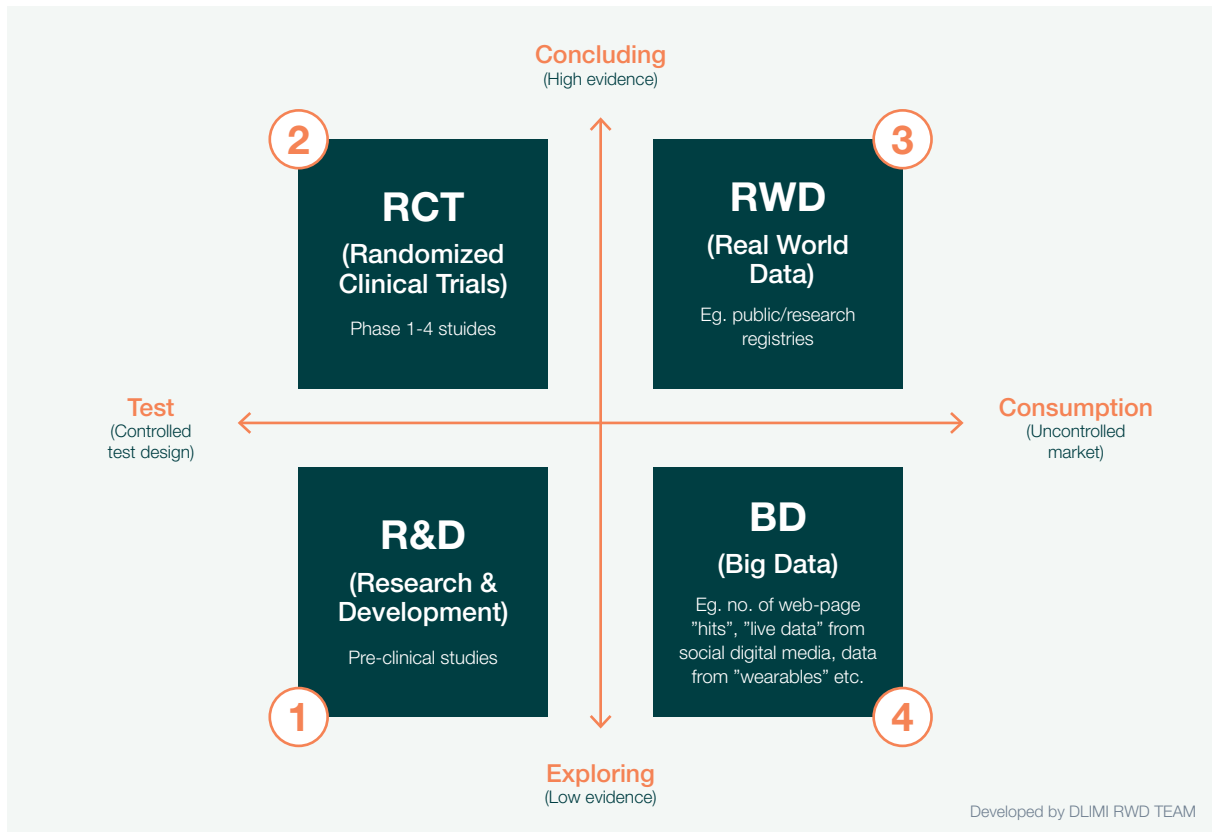 Concluding
(High evidence)
2
RCT
(Randomized
Clinical Trials)
Phase 1-4 stuides
3
RWD
(Real World
Data)
Eg. public/research
registries
Test
(Controlled
test design)
Consumption
(Uncontrolled
market)
R&D
(Research &
Development)
Pre-clinical studies
1
BD
(Big Data)
Eg. no. of web-page
”hits”, ”live data” from
social digital media, data
from ”wearables” etc.
4
Exploring
(Low evidence)
Developed by DLIMI RWD TEAM